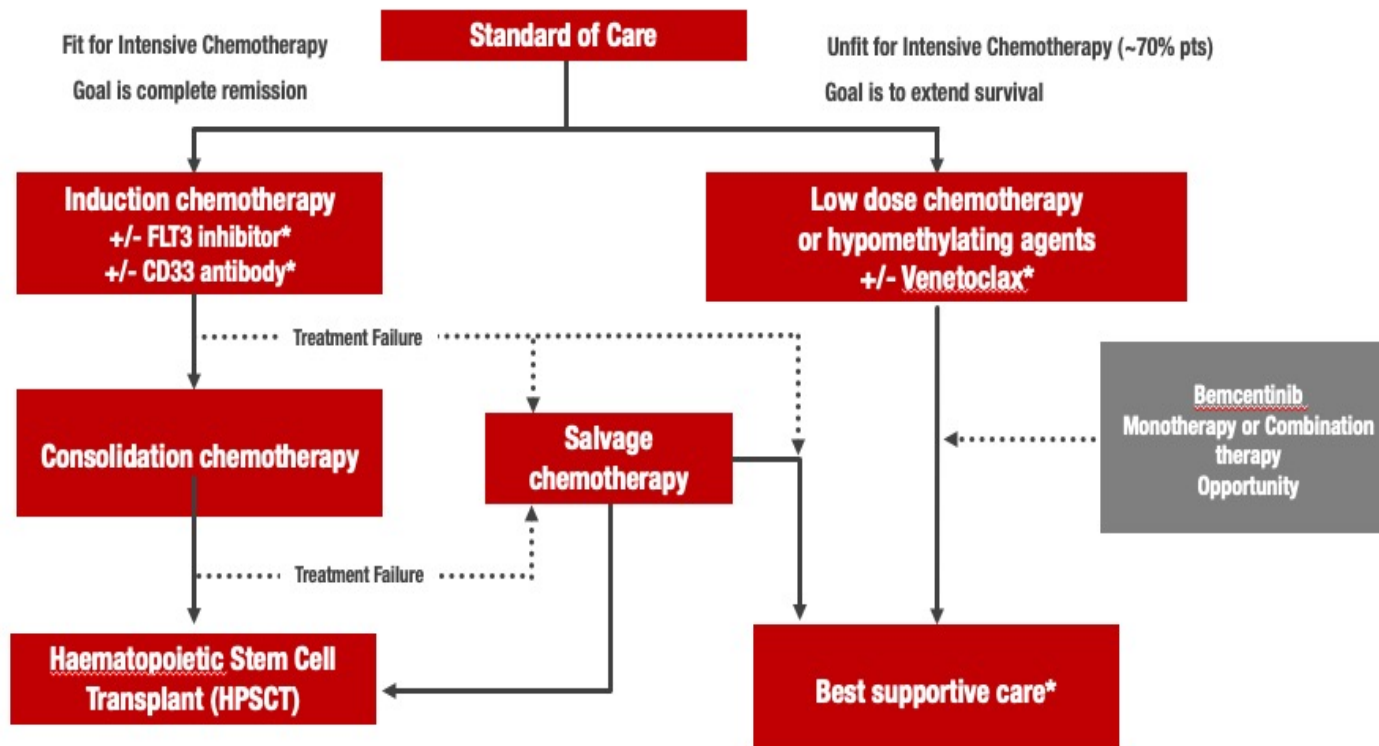 Standard of Care
Fit for Intensive Chemotherapy
Goal is complete remission
Unfit for Intensive Chemotherapy (~70% pts)
Goal is to extend survival
Induction chemotherapy
+/- FLT3 inhibitor*
+/- CD33 antibody*
Low dose chemotherapy
or hypomethylating agents
+/- Venetoclax*
Treatment Failure
Bemcentinib
Monotherapy or Combination
therapy
Opportunity
Consolidation chemotherapy
Salvage
chemotherapy
Treatment Failure
Haematopoietic Stem Cell
Transplant (HPSCT)
Best supportive care*